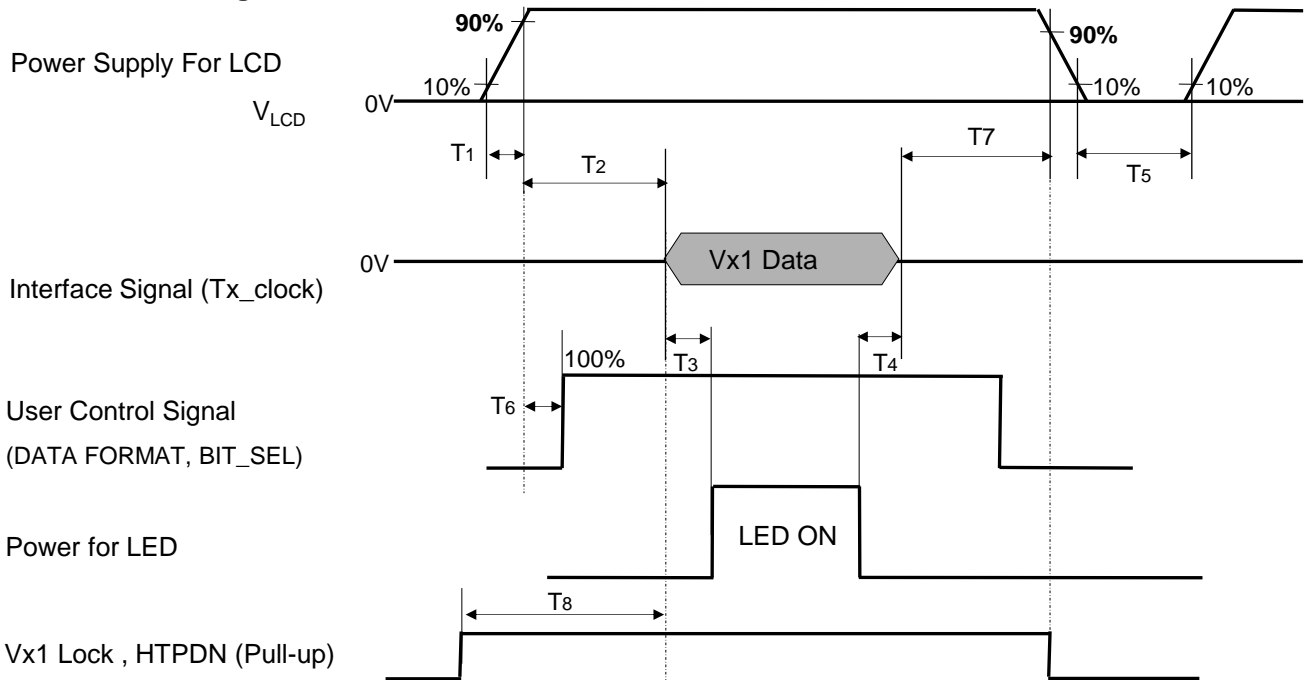 90%
90%
Power Supply For LCD
10%
10%
10%
VLCD
0V
T1
T2
T7
T5
0V
Vx1 Data
Interface Signal (Tx_clock)
100%
T3
T4
T6
User Control Signal
(DATA FORMAT, BIT_SEL)
LED ON
Power for LED
T8
Vx1 Lock , HTPDN (Pull-up)